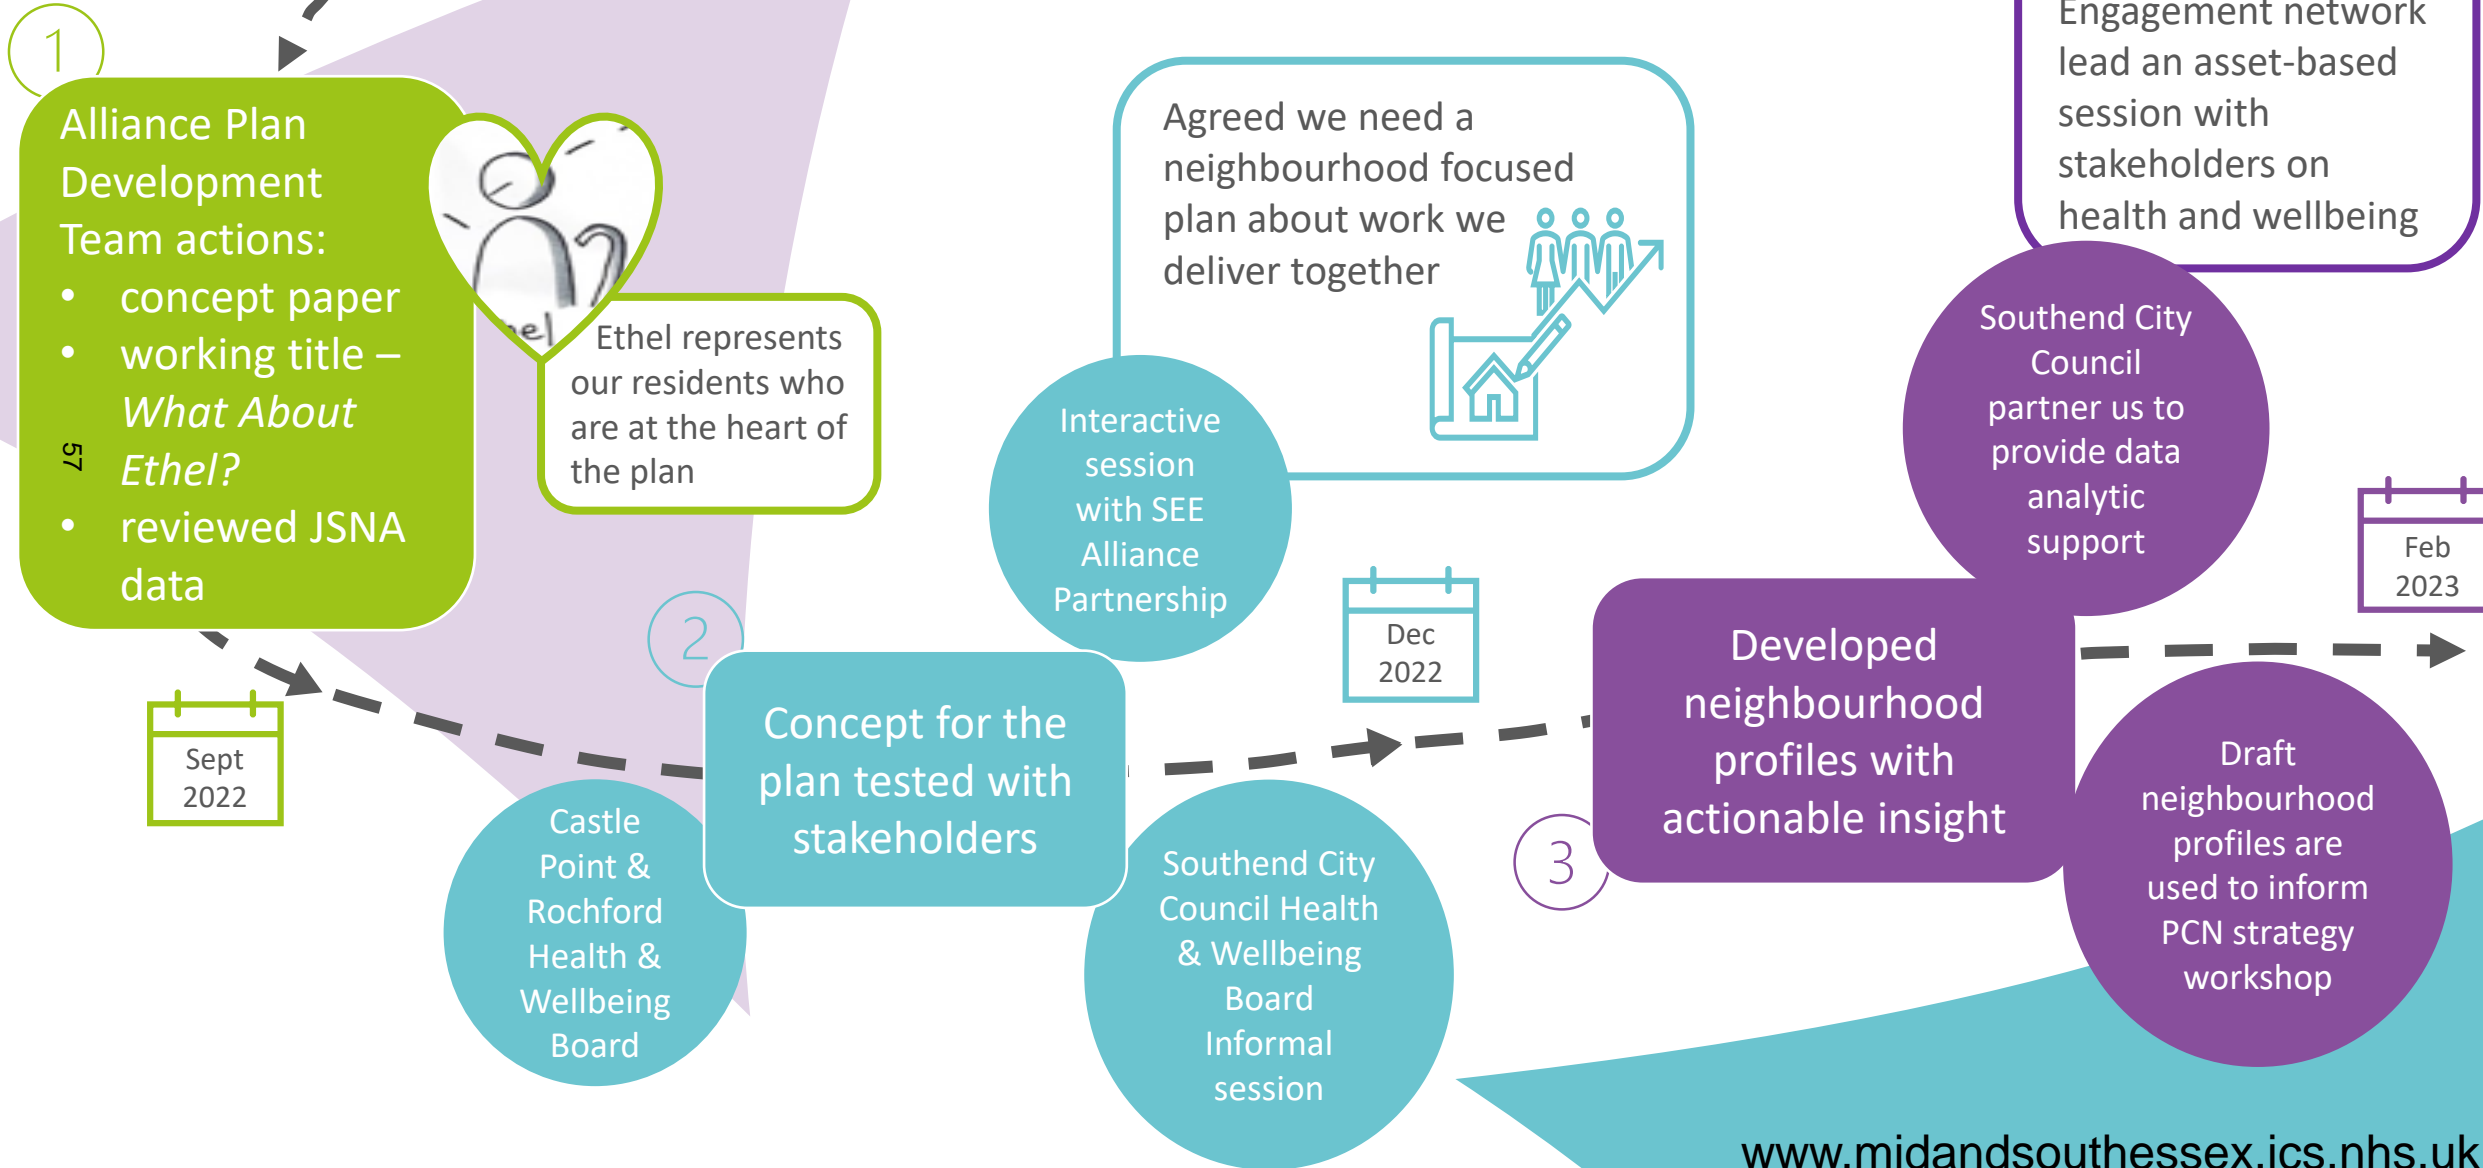 1
Alliance Plan
Development
Team actions:
• concept paper
• working title –
What About
Ethel?
• reviewed JSNA
data
57
Ethel represents
our residents who
are at the heart of
the plan
Sept
2022
2
Concept for the
plan tested with
stakeholders
Castle
Point &
Rochford
Health &
Wellbeing
Board
Interactive
session
with SEE
Alliance
Partnership
Agreed we need a
neighbourhood focused
plan about work we
deliver together
Southend City
Council Health
& Wellbeing
Board
Informal
session
Dec
2022
3
Developed
neighbourhood
profiles with
actionable insight
Southend City
Council
partner us to
provide data
analytic
support
Engagement network
lead an asset-based
session with
stakeholders on
health and wellbeing
Draft
neighbourhood
profiles are
used to inform
PCN strategy
workshop
Feb
2023
www.midandsouthessex.ics.nhs.uk